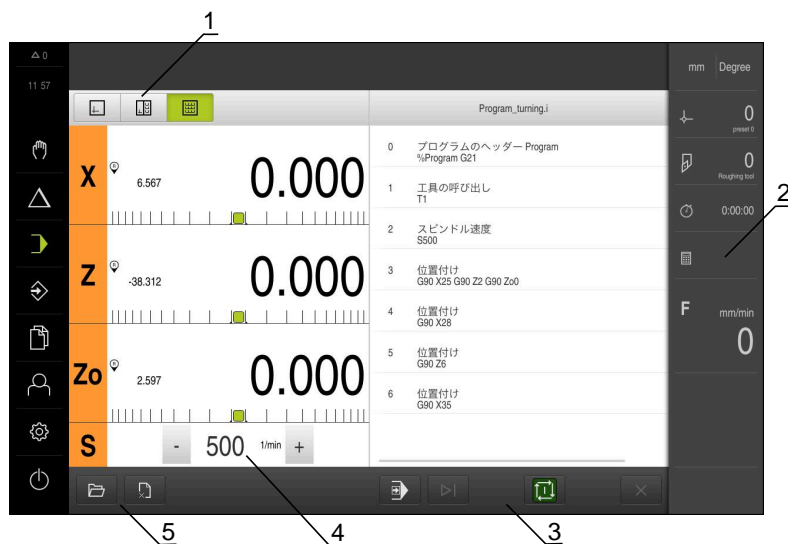 1
△ 0
11 57
mm Degree
Program_turning.i
0
preset 0
X
R
6.567
0.000
0 プログラムのヘッダー Program
%Program G21
1 工具の呼び出し
T1
0
Roughing tool
2
0:00:00
2 スピンドル速度
S500
Z
R
-38.312
0.000
3 位置付け
G90 X25 G90 Z2 G90 Zo0
4 位置付け
G90 X28
F mm/min
0
Zo
R
2.597
0.000
5 位置付け
G90 Z6
6 位置付け
G90 X35
S - 500 1/min +
5
4
3